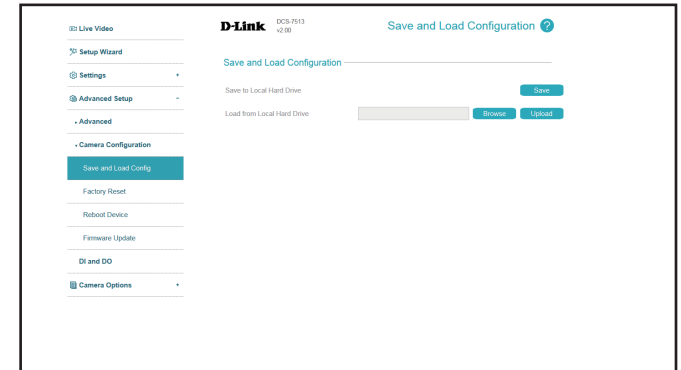 Live Video
Setup Wizard
Settings +
Advanced Setup -
• Advanced
• Camera Configuration
Save and Load Config
Factory Reset
Reboot Device
Firmware Update
DI and DO
Camera Options +
D-Link DCS-7513
v2.00
Save and Load Configuration ?
Save and Load Configuration
Save to Local Hard Drive Save
Load from Local Hard Drive Browse Upload